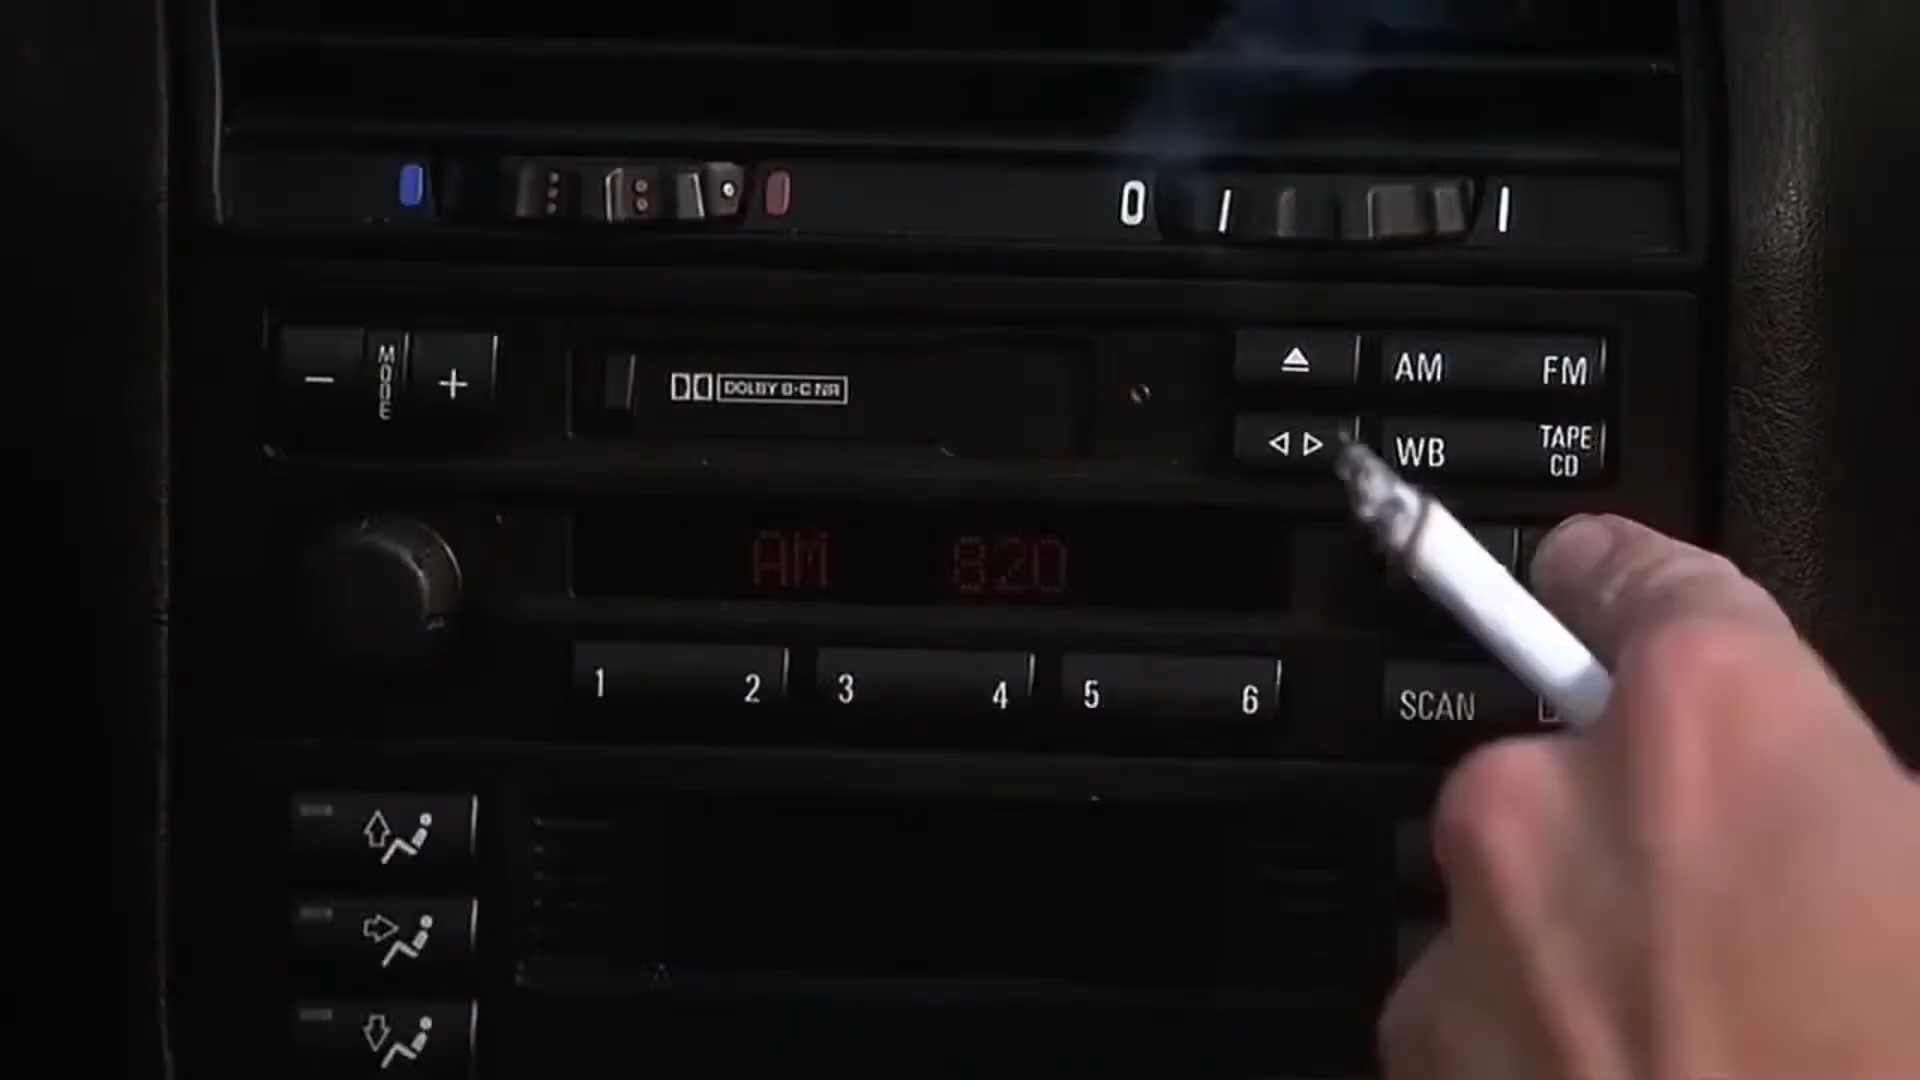 0 I
MODE
− +
DOLBY B·C NR
AM FM
WB TAPE CD
AM 820
1 2 3 4 5 6
SCAN